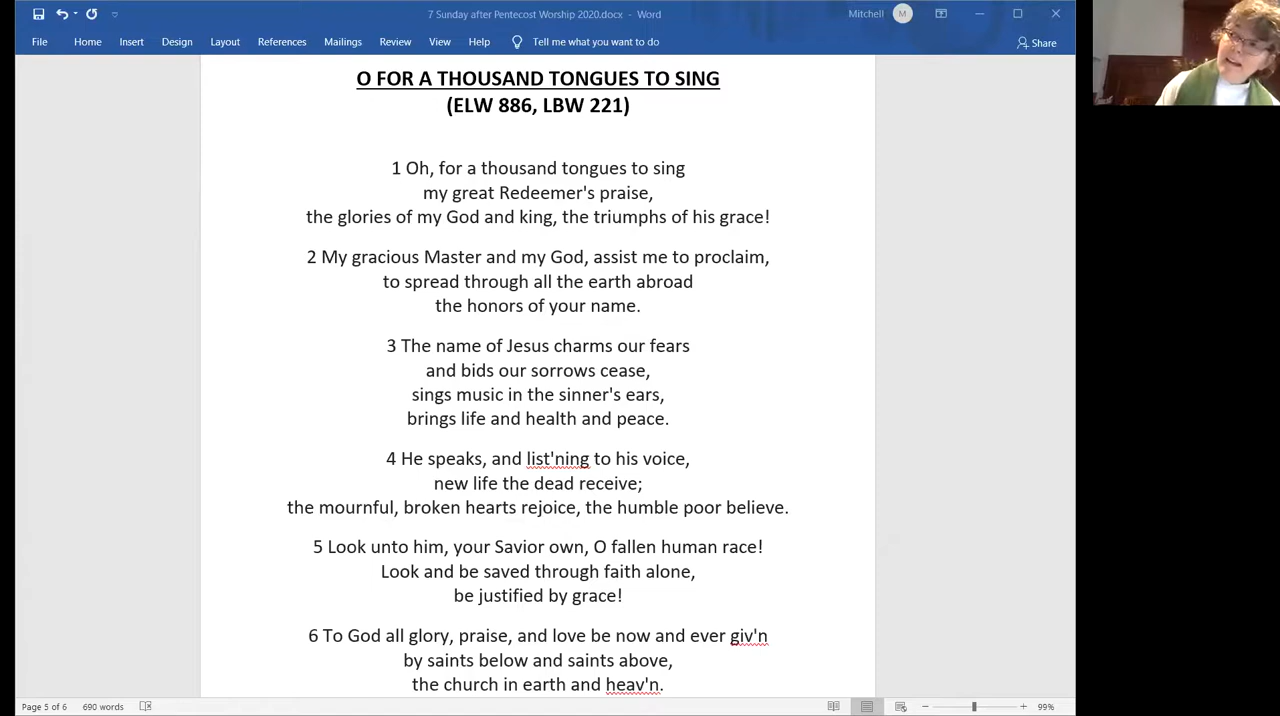 7 Sunday after Pentecost Worship 2020.docx - Word
Mitchell M
File Home Insert Design Layout References Mailings Review View Help Tell me what you want to do Share
O FOR A THOUSAND TONGUES TO SING
(ELW 886, LBW 221)
1 Oh, for a thousand tongues to sing
my great Redeemer's praise,
the glories of my God and king, the triumphs of his grace!
2 My gracious Master and my God, assist me to proclaim,
to spread through all the earth abroad
the honors of your name.
3 The name of Jesus charms our fears
and bids our sorrows cease,
sings music in the sinner's ears,
brings life and health and peace.
4 He speaks, and list'ning to his voice,
new life the dead receive;
the mournful, broken hearts rejoice, the humble poor believe.
5 Look unto him, your Savior own, O fallen human race!
Look and be saved through faith alone,
be justified by grace!
6 To God all glory, praise, and love be now and ever giv'n
by saints below and saints above,
the church in earth and heav'n.
Page 5 of 6 690 words 99%